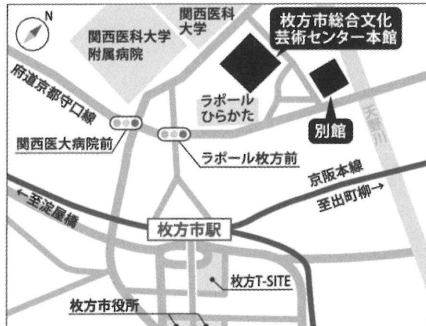 N
関西医科大学
附属病院
関西医科
大学
枚方市総合文化
芸術センター本館
府道京都守口線
ラポール
ひらかた
別館
天野川
関西医大病院前
ラポール枚方前
京阪本線
至出町柳→
←至淀屋橋
枚方市駅
枚方T-SITE
枚方市役所